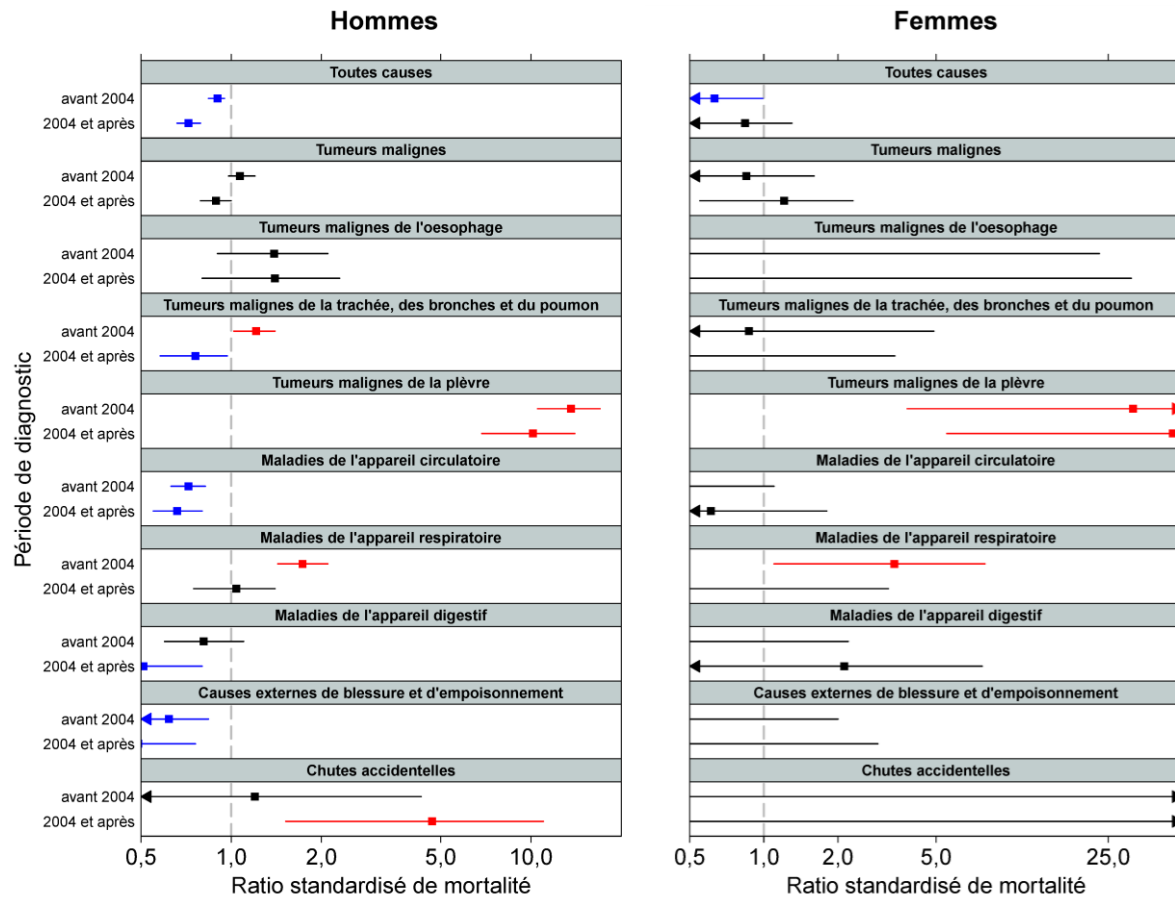 Hommes
Femmes
Période de diagnostic
Toutes causes
avant 2004
2004 et après
Tumeurs malignes
avant 2004
2004 et après
Tumeurs malignes de l'oesophage
avant 2004
2004 et après
Tumeurs malignes de la trachée, des bronches et du poumon
avant 2004
2004 et après
Tumeurs malignes de la plèvre
avant 2004
2004 et après
Maladies de l'appareil circulatoire
avant 2004
2004 et après
Maladies de l'appareil respiratoire
avant 2004
2004 et après
Maladies de l'appareil digestif
avant 2004
2004 et après
Causes externes de blessure et d'empoisonnement
avant 2004
2004 et après
Chutes accidentelles
avant 2004
2004 et après
0,5 1,0 2,0 5,0 10,0
Ratio standardisé de mortalité
Toutes causes
Tumeurs malignes
Tumeurs malignes de l'oesophage
Tumeurs malignes de la trachée, des bronches et du poumon
Tumeurs malignes de la plèvre
Maladies de l'appareil circulatoire
Maladies de l'appareil respiratoire
Maladies de l'appareil digestif
Causes externes de blessure et d'empoisonnement
Chutes accidentelles
0,5 1,0 2,0 5,0 25,0
Ratio standardisé de mortalité